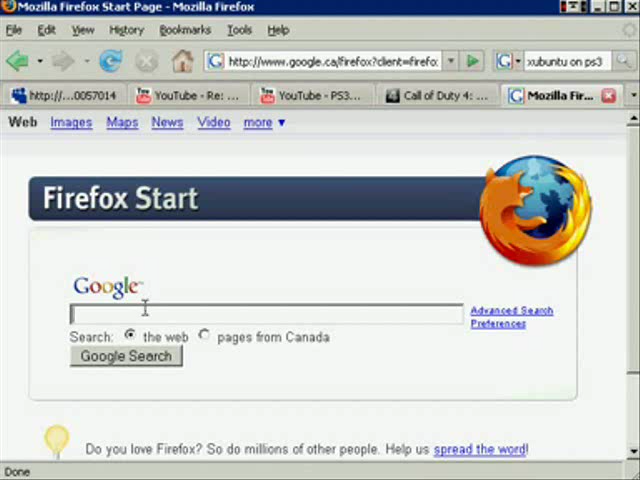 Mozilla Firefox Start Page - Mozilla Firefox
File Edit View History Bookmarks Tools Help
http://www.google.ca/firefox?client=firefo: xubuntu on ps3
http://...0057014 YouTube - Re: ... YouTube - PS3... Call of Duty 4: ... Mozilla Fir...
Web Images Maps News Video more ▼
Firefox Start
Google™
Advanced Search
Preferences
Search: the web pages from Canada
Google Search
Do you love Firefox? So do millions of other people. Help us spread the word!
Done